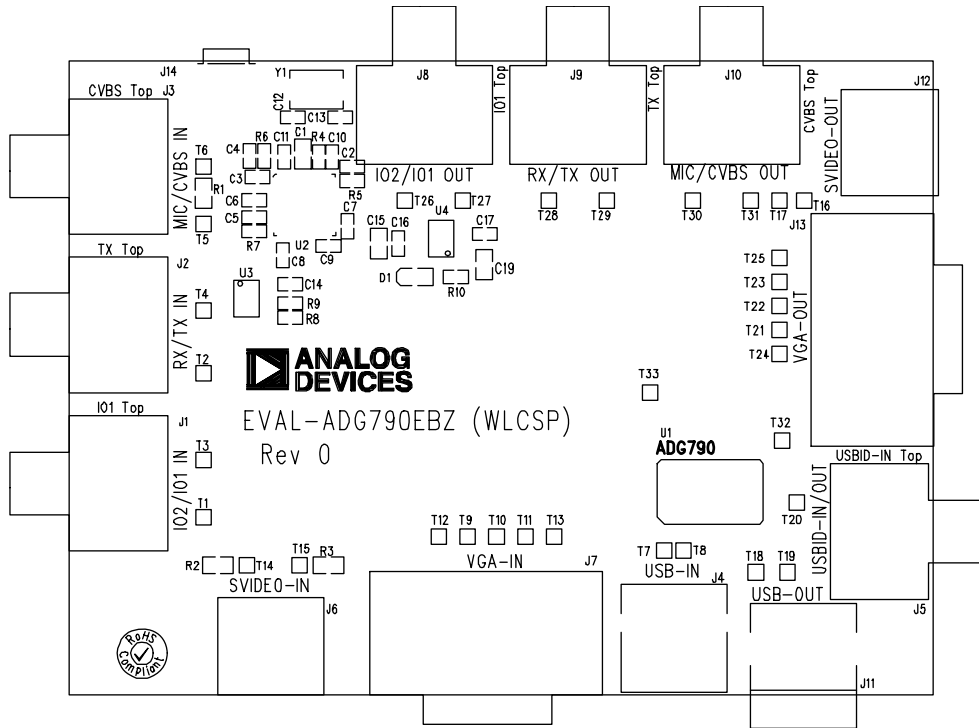 J14
Y1
J8
IO1 Top
J9
TX Top
J10
CVBS Top
J12
CVBS Top
J3
C12
C13
SVIDEO-OUT
MIC/CVBS IN
T6
R1
T5
C4
R6
C11
C1
R4
C10
C2
R5
C3
C6
C5
R7
C7
U2
C9
C8
IO2/IO1 OUT
RX/TX OUT
MIC/CVBS OUT
T26
T27
T28
T29
T30
T31
T17
T16
J13
U4
C15
C16
C17
C19
D1
R10
TX Top
J2
RX/TX IN
T4
T2
U3
C14
R9
R8
T25
T23
T22
T21
T24
VGA-OUT
ANALOG
DEVICES
T33
EVAL-ADG790EBZ (WLCSP)
Rev 0
IO1 Top
J1
IO2/IO1 IN
T3
T1
U1
ADG790
T32
USBID-IN Top
USBID-IN/OUT
T20
T12
T9
T10
T11
T13
R2
T14
T15
R3
SVIDEO-IN
J6
VGA-IN
J7
T7
T8
USB-IN
J4
T18
T19
USB-OUT
J5
J11
RoHS
Compliant